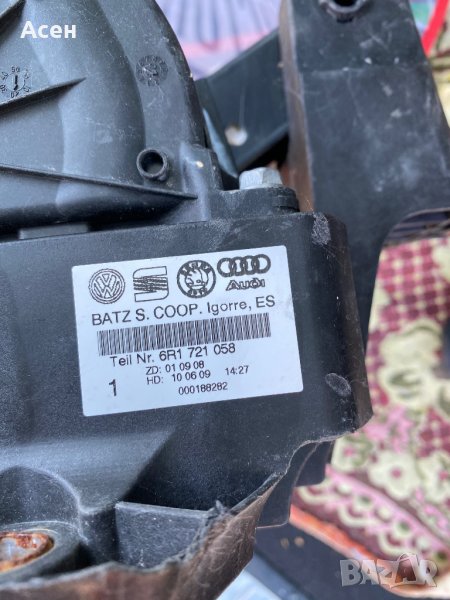 Асен
Audi
BATZ S. COOP. Igorre, ES
Teil Nr. 6R1 721 058
ZD: 01 09 08
1 HD: 10 06 09 14:27
000188282
BAZAR